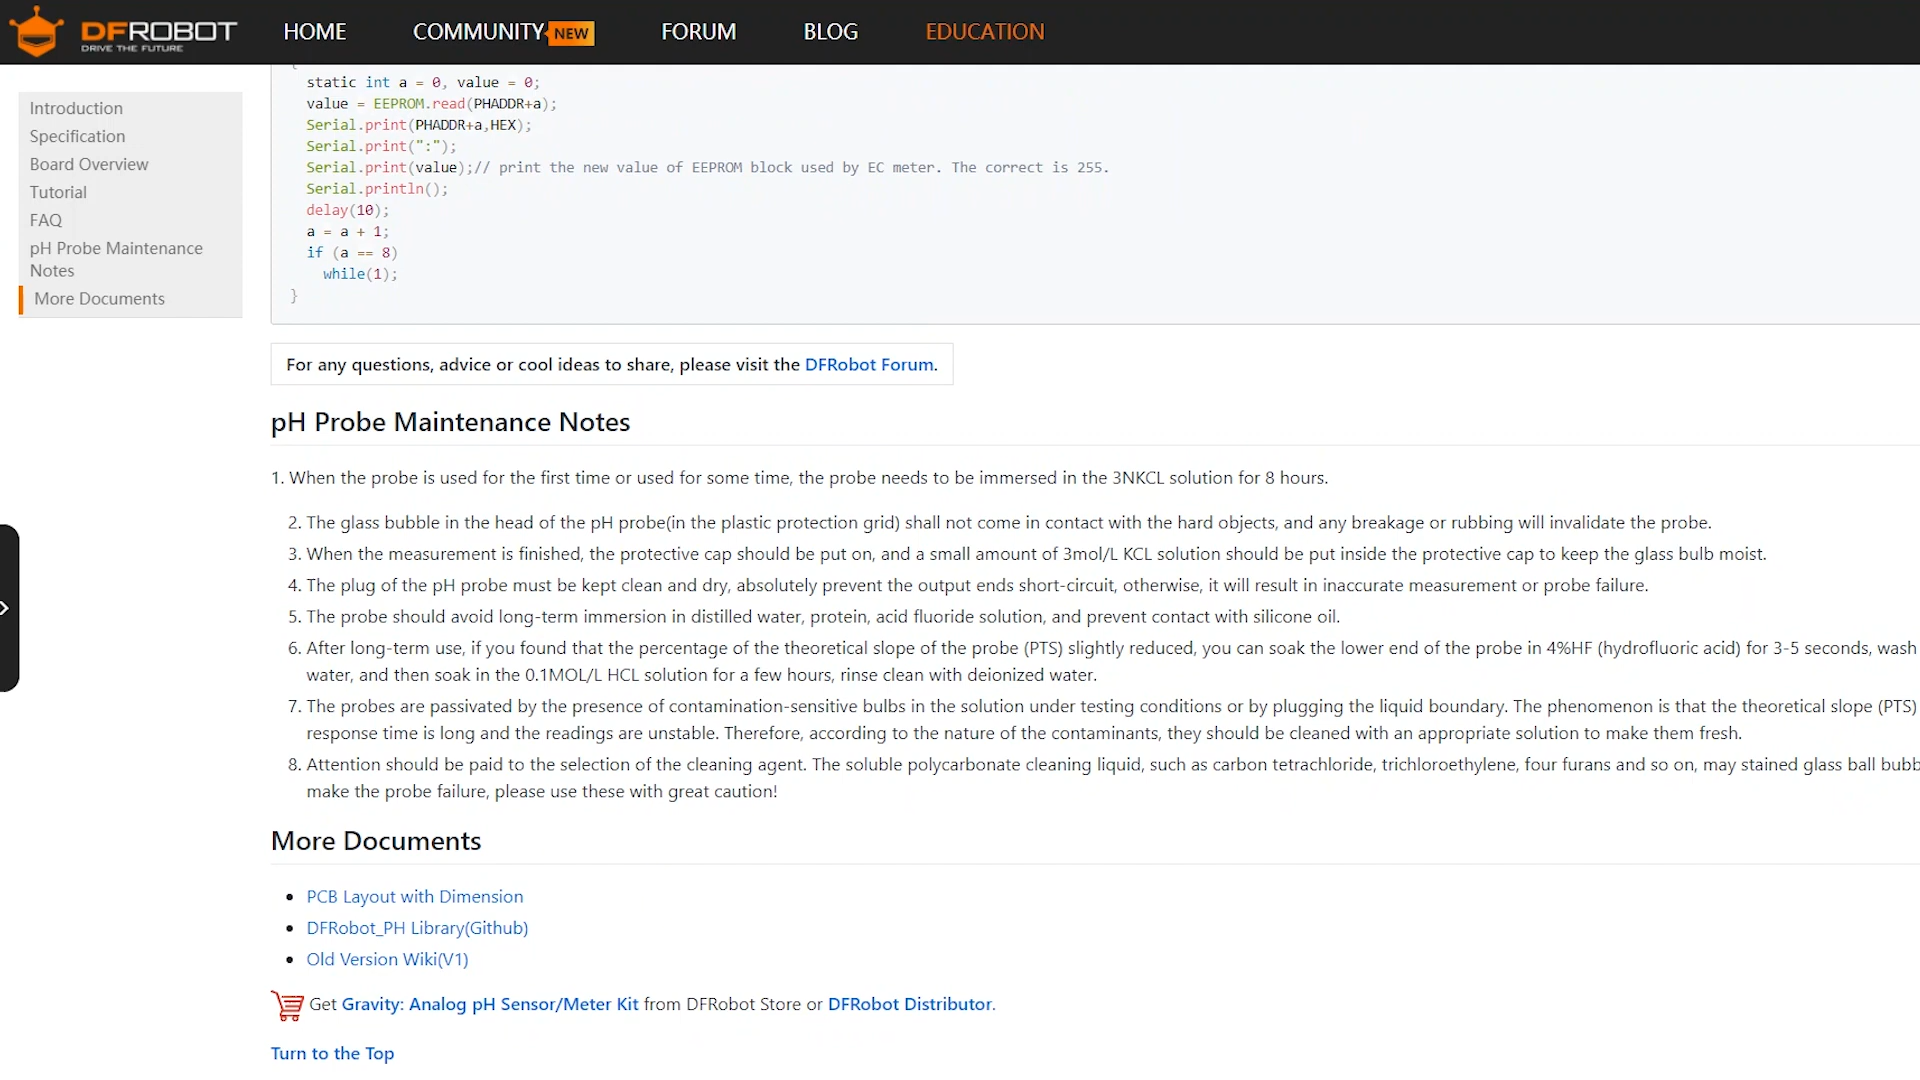 DFROBOT
DRIVE THE FUTURE
HOME
COMMUNITY NEW
FORUM
BLOG
EDUCATION
Introduction
Specification
Board Overview
Tutorial
FAQ
pH Probe Maintenance
Notes
More Documents
static int a = 0, value = 0;
value = EEPROM.read(PHADDR+a);
Serial.print(PHADDR+a,HEX);
Serial.print(":");
Serial.print(value);// print the new value of EEPROM block used by EC meter. The correct is 255.
Serial.println();
delay(10);
a = a + 1;
if (a == 8)
while(1);
}
For any questions, advice or cool ideas to share, please visit the DFRobot Forum.
pH Probe Maintenance Notes
1. When the probe is used for the first time or used for some time, the probe needs to be immersed in the 3NKCL solution for 8 hours.
2. The glass bubble in the head of the pH probe(in the plastic protection grid) shall not come in contact with the hard objects, and any breakage or rubbing will invalidate the probe.
3. When the measurement is finished, the protective cap should be put on, and a small amount of 3mol/L KCL solution should be put inside the protective cap to keep the glass bulb moist.
4. The plug of the pH probe must be kept clean and dry, absolutely prevent the output ends short-circuit, otherwise, it will result in inaccurate measurement or probe failure.
5. The probe should avoid long-term immersion in distilled water, protein, acid fluoride solution, and prevent contact with silicone oil.
6. After long-term use, if you found that the percentage of the theoretical slope of the probe (PTS) slightly reduced, you can soak the lower end of the probe in 4%HF (hydrofluoric acid) for 3-5 seconds, wash
water, and then soak in the 0.1MOL/L HCL solution for a few hours, rinse clean with deionized water.
7. The probes are passivated by the presence of contamination-sensitive bulbs in the solution under testing conditions or by plugging the liquid boundary. The phenomenon is that the theoretical slope (PTS)
response time is long and the readings are unstable. Therefore, according to the nature of the contaminants, they should be cleaned with an appropriate solution to make them fresh.
8. Attention should be paid to the selection of the cleaning agent. The soluble polycarbonate cleaning liquid, such as carbon tetrachloride, trichloroethylene, four furans and so on, may stained glass ball bubb
make the probe failure, please use these with great caution!
More Documents
• PCB Layout with Dimension
• DFRobot_PH Library(Github)
• Old Version Wiki(V1)
Get Gravity: Analog pH Sensor/Meter Kit from DFRobot Store or DFRobot Distributor.
Turn to the Top